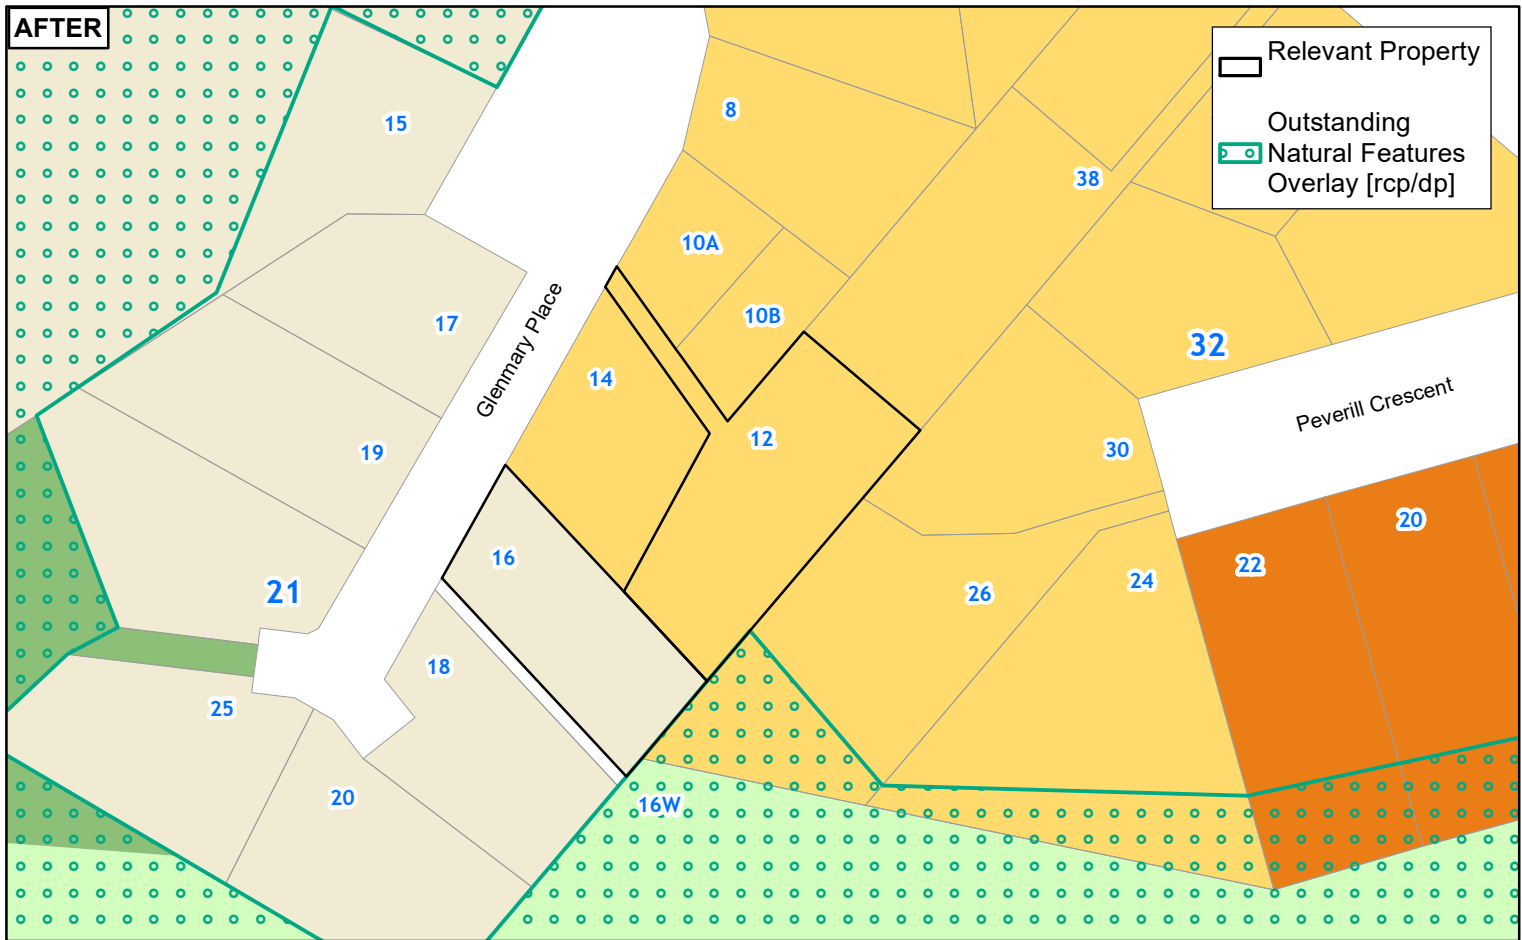 AFTER
Relevant Property
Outstanding
Natural Features
Overlay [rcp/dp]
8
15
38
10A
10B
17
Glenmary Place
32
14
Peverill Crescent
12
19
30
20
16
22
24
21
26
18
25
20
16W